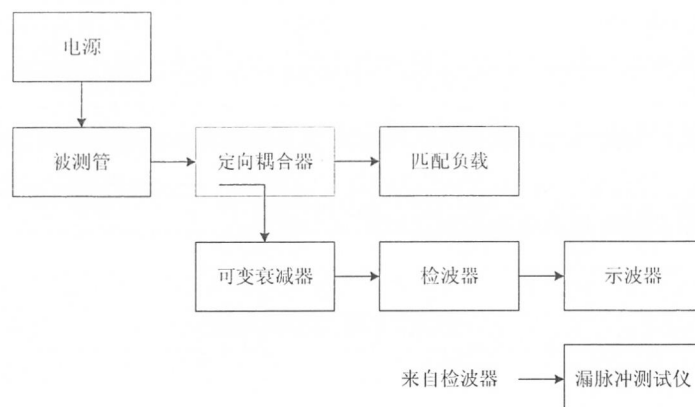 电源
被测管
定向耦合器
匹配负载
可变衰减器
检波器
示波器
来自检波器
漏脉冲测试仪